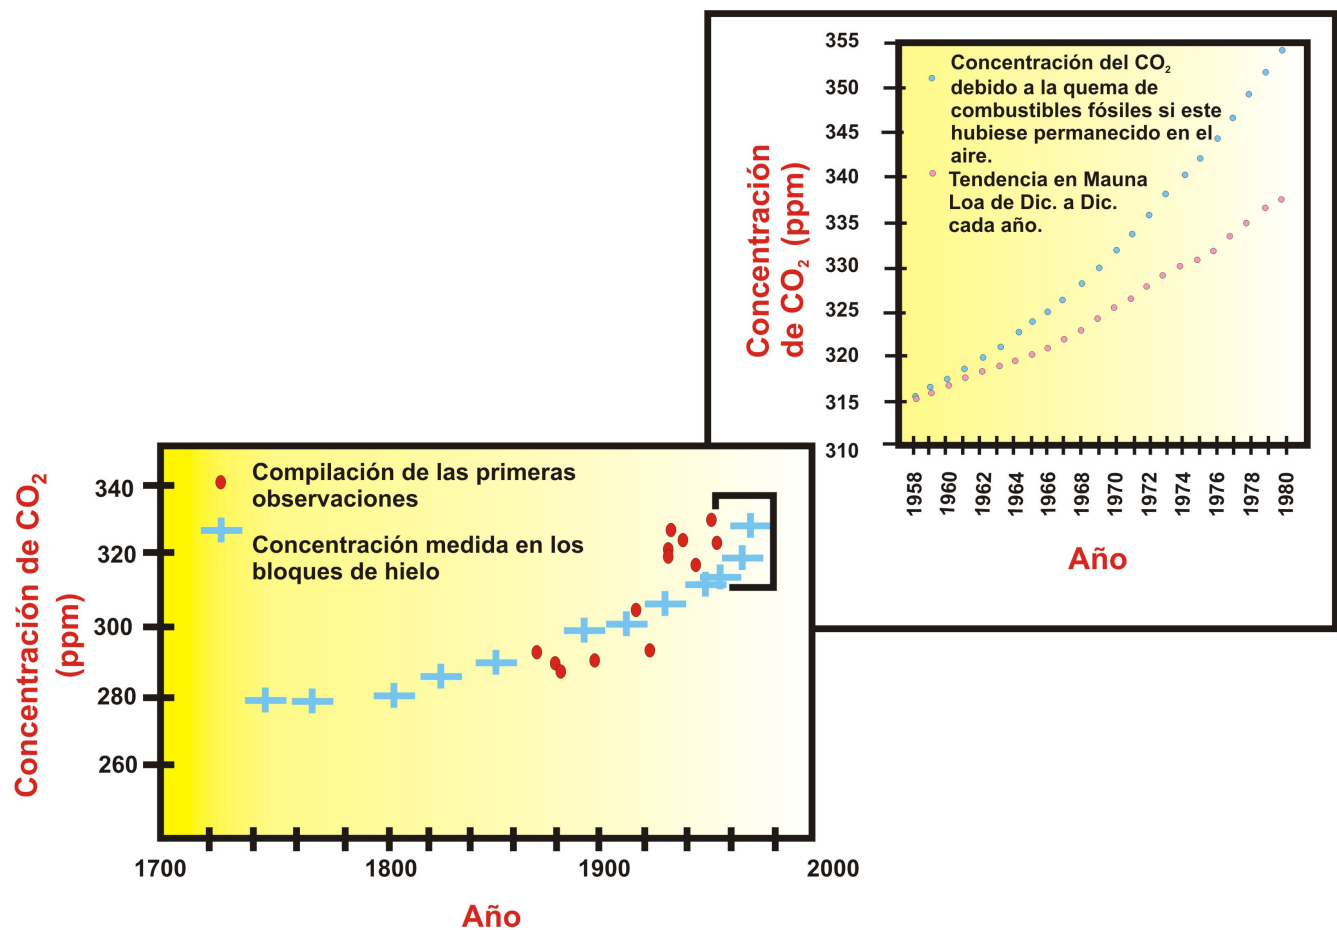 355
350
345
340
335
330
325
320
315
310
Concentración
de CO₂ (ppm)
Concentración del CO₂
debido a la quema de
combustibles fósiles si este
hubiese permanecido en el
aire.
Tendencia en Mauna
Loa de Dic. a Dic.
cada año.
1958
1960
1962
1964
1966
1968
1970
1972
1974
1976
1978
1980
Año
Concentración de CO₂
(ppm)
340
320
300
280
260
Compilación de las primeras
observaciones
Concentración medida en los
bloques de hielo
1700
1800
1900
2000
Año